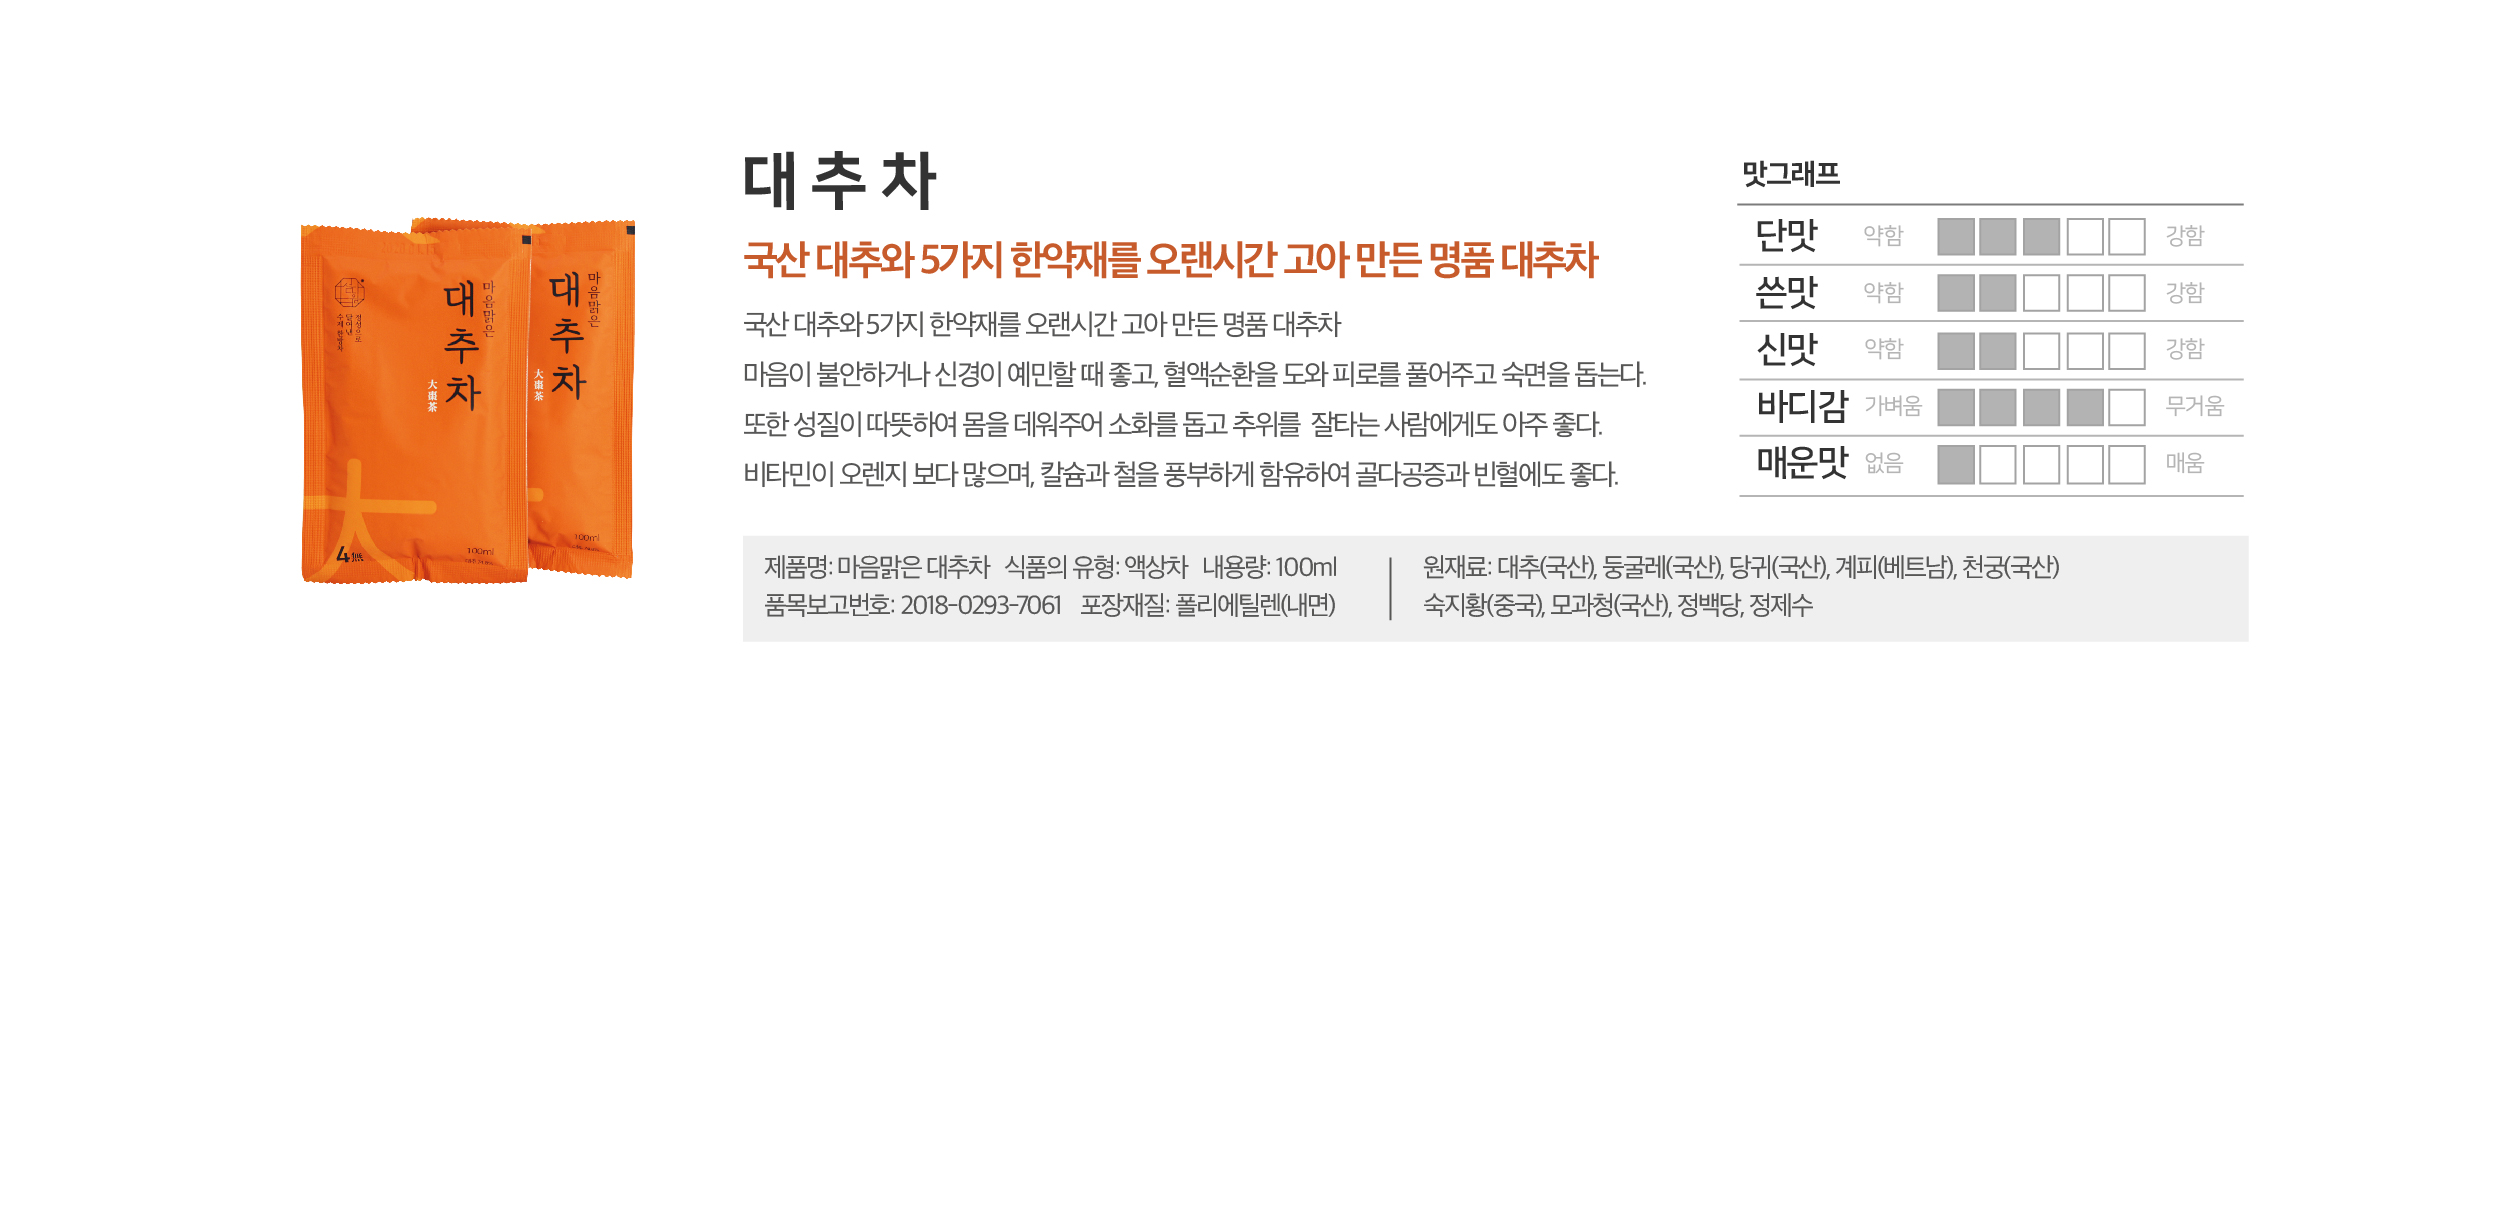 대추차
국산 대추와 5가지 한약재를 오랜시간 고아 만든 명품 대추차
국산 대추와 5가지 한약재를 오랜시간 고아 만든 명품 대추차
마음이 불안하거나 신경이 예민할 때 좋고, 혈액순환을 도와 피로를 풀어주고 숙면을 돕는다.
또한 성질이 따뜻하여 몸을 데워주어 소화를 돕고 추위를 잘타는 사람에게도 아주 좋다.
비타민이 오렌지 보다 많으며, 칼슘과 철을 풍부하게 함유하여 골다공증과 빈혈에도 좋다.
맛그래프
단맛 약함 강함
쓴맛 약함 강함
신맛 약함 강함
바디감 가벼움 무거움
매운맛 없음 매움
제품명: 마음맑은 대추차 식품의 유형: 액상차 내용량: 100ml
품목보고번호: 2018-0293-7061 포장재질: 폴리에틸렌(내면)
원재료: 대추(국산), 둥굴레(국산), 당귀(국산), 계피(베트남), 천궁(국산)
숙지황(중국), 모과청(국산), 정백당, 정제수
마음맑은
대추차
大棗茶
정성으로
달여낸
수제 한방차
4無
100ml
마음맑은
대추차
大棗茶
100ml